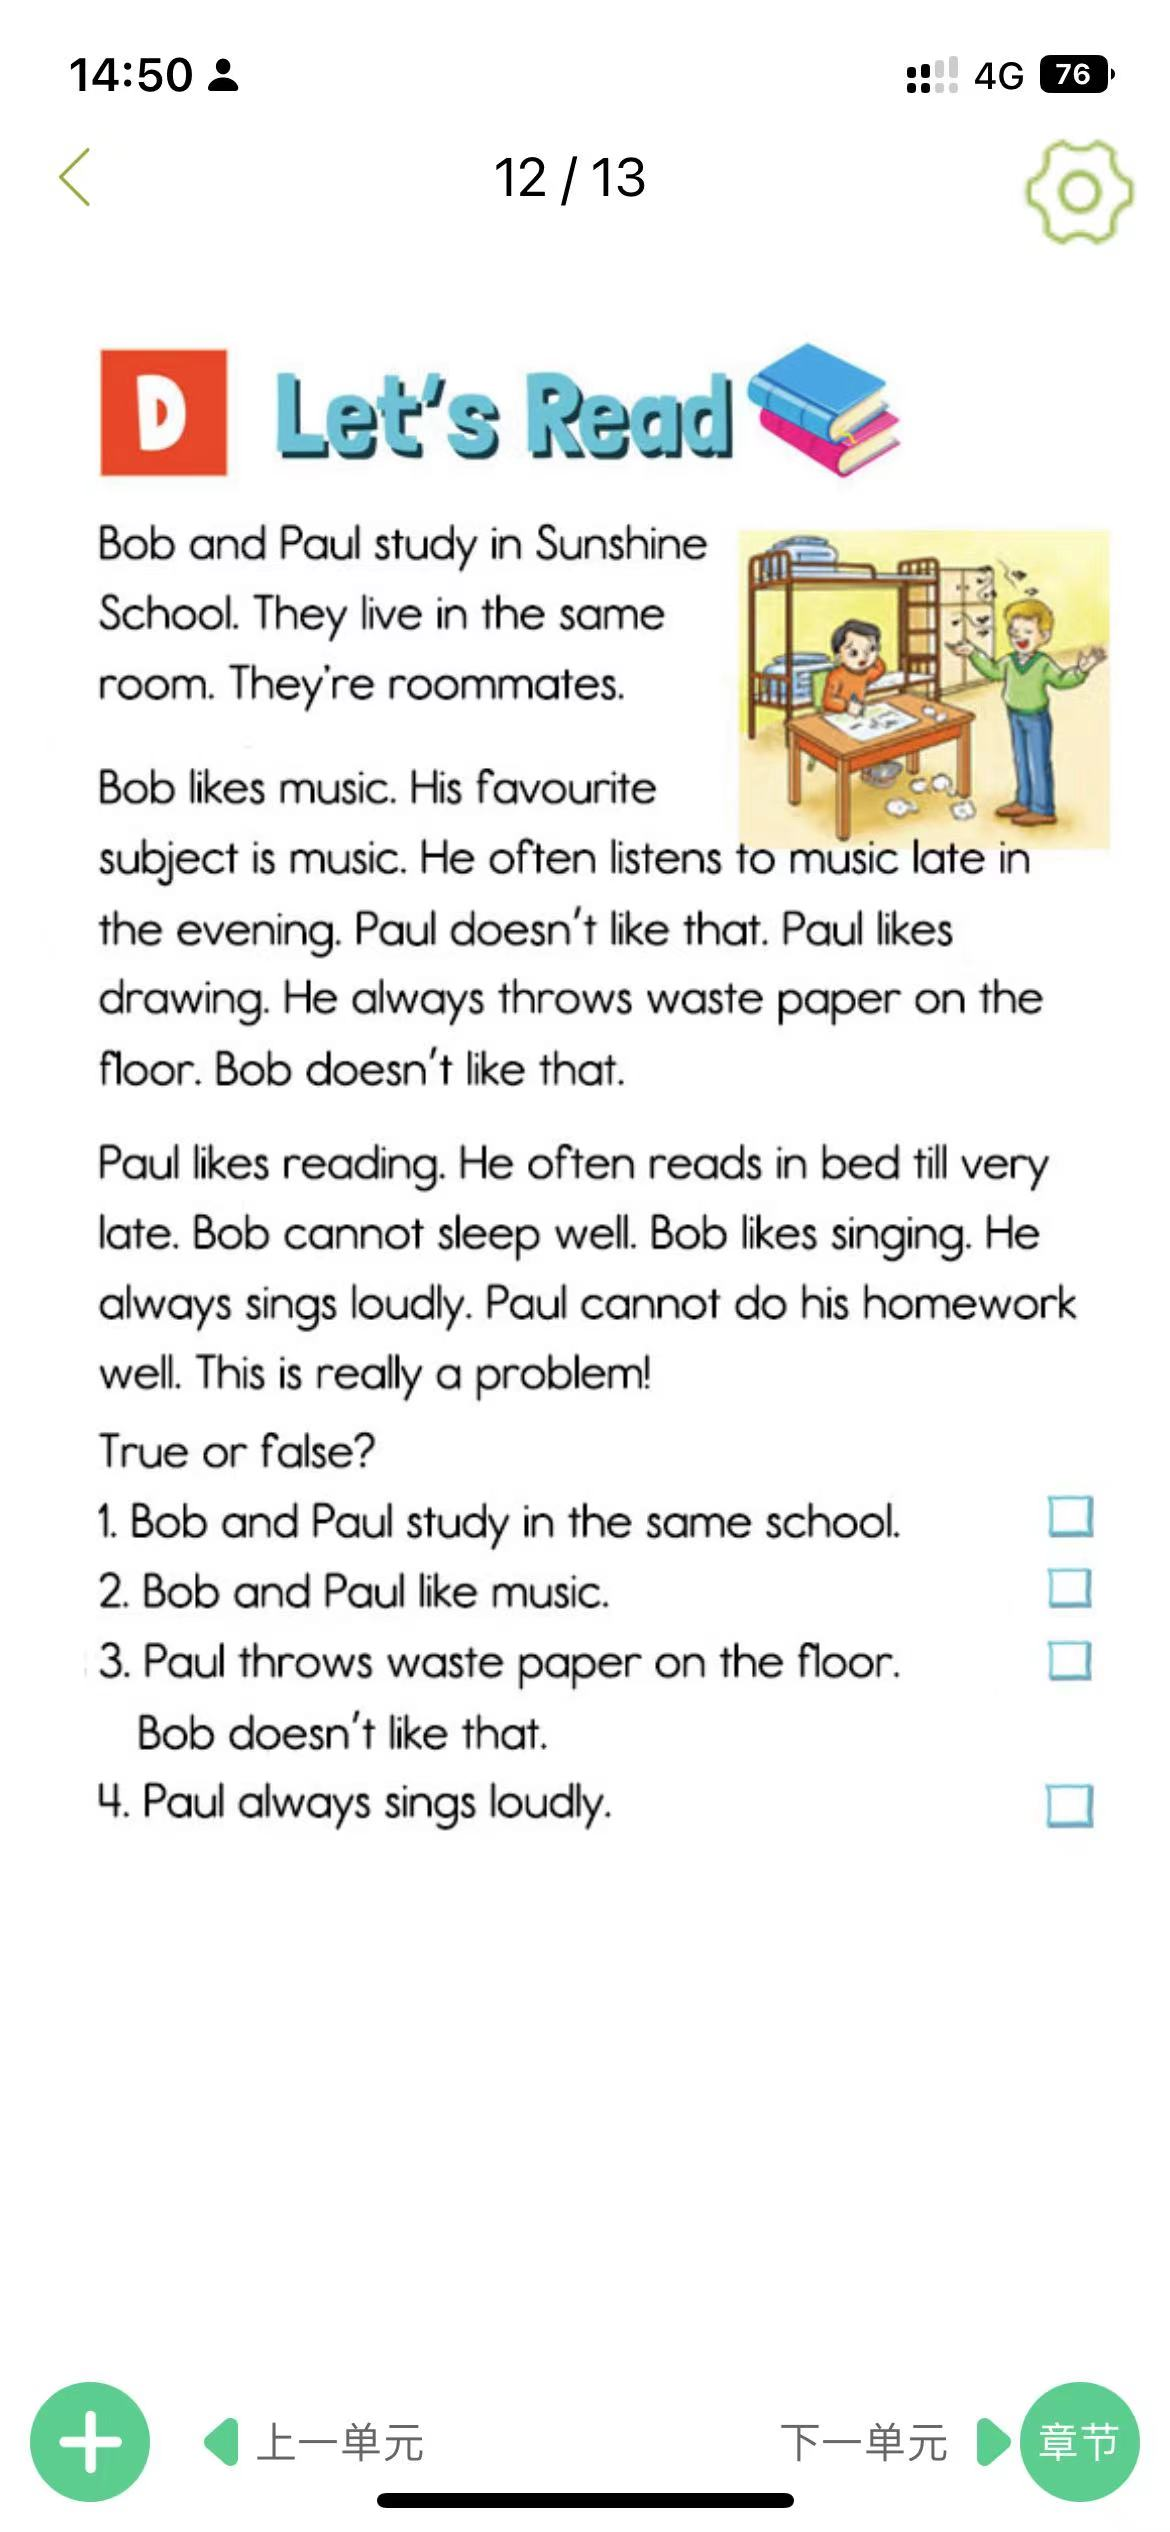 14:50
4G 76
12 / 13
D Let's Read
Bob and Paul study in Sunshine
School. They live in the same
room. They're roommates.
Bob likes music. His favourite
subject is music. He often listens to music late in
the evening. Paul doesn't like that. Paul likes
drawing. He always throws waste paper on the
floor. Bob doesn't like that.
Paul likes reading. He often reads in bed till very
late. Bob cannot sleep well. Bob likes singing. He
always sings loudly. Paul cannot do his homework
well. This is really a problem!
True or false?
1. Bob and Paul study in the same school.
2. Bob and Paul like music.
3. Paul throws waste paper on the floor.
Bob doesn't like that.
4. Paul always sings loudly.
上一单元 下一单元 章节